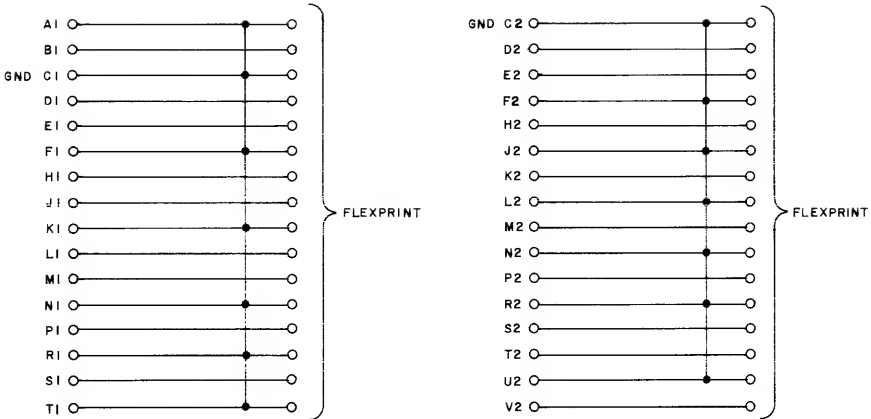 A1
B1
GND C1
D1
E1
F1
H1
J1
K1
L1
M1
N1
P1
R1
S1
T1
FLEXPRINT
GND C2
D2
E2
F2
H2
J2
K2
L2
M2
N2
P2
R2
S2
T2
U2
V2
FLEXPRINT